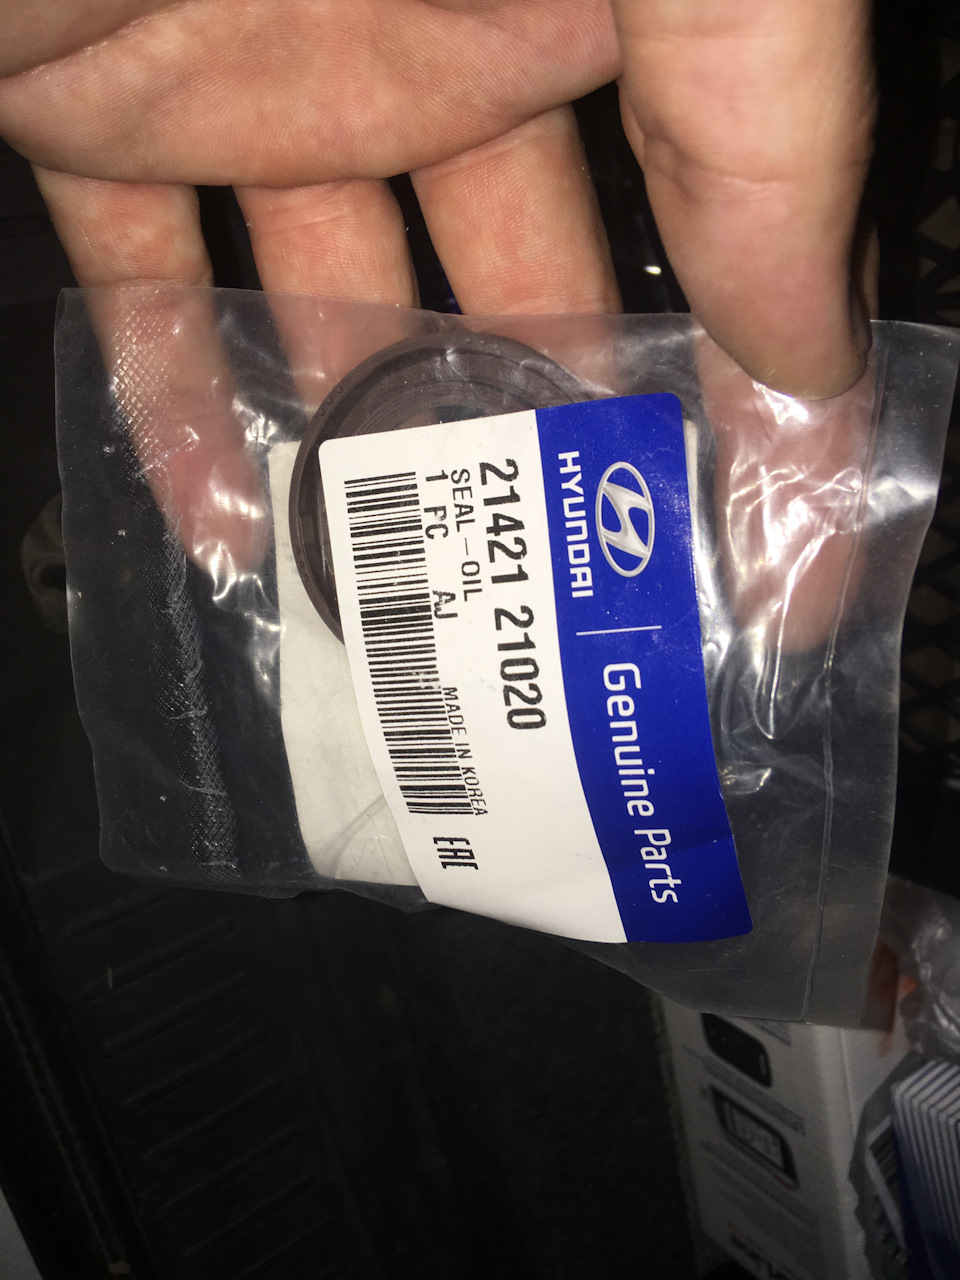 HYUNDAI | Genuine Parts
21421 21020
SEAL-OIL
1 PC AJ
MADE IN KOREA
EAC